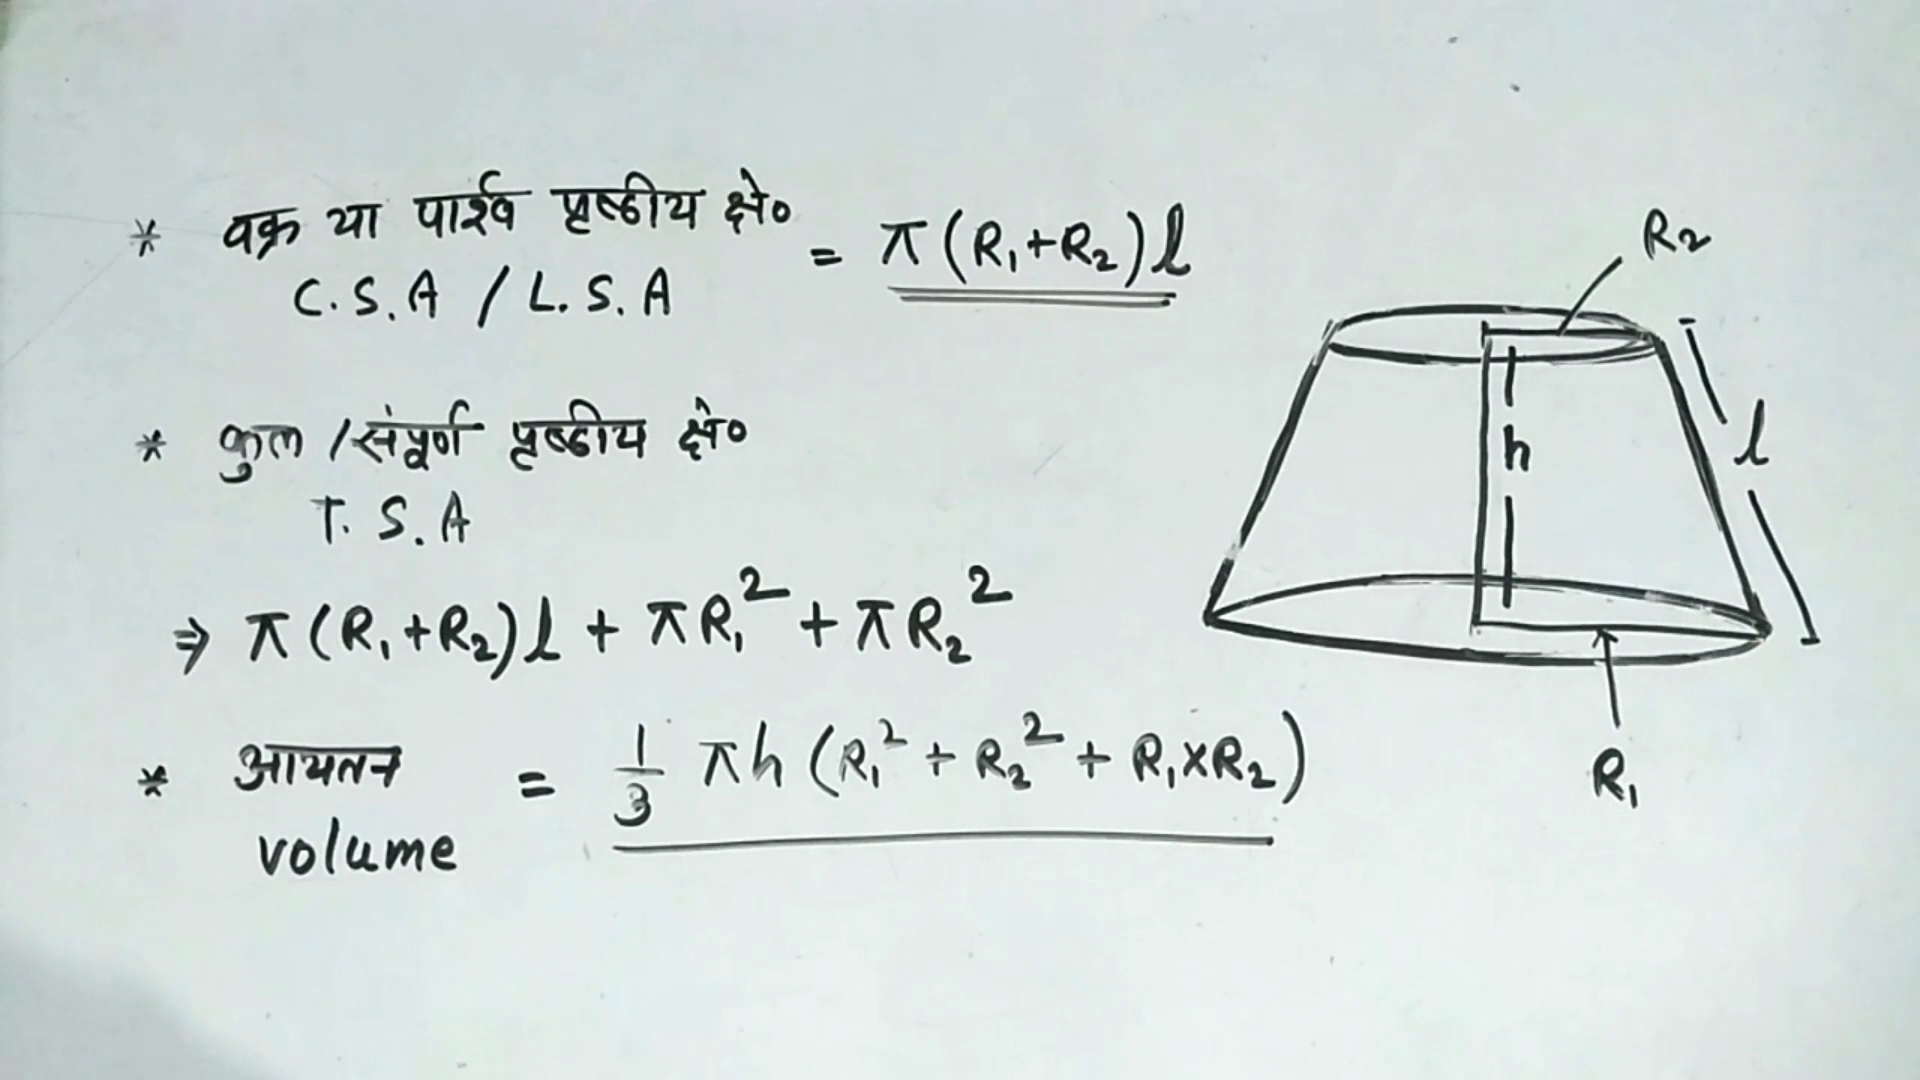 * वक्र या पार्श्व पृष्ठीय क्षे० = π(R₁+R₂)l
C.S.A / L.S.A
* कुल / संपूर्ण पृष्ठीय क्षे०
T.S.A
⇒ π(R₁+R₂)l + πR₁² + πR₂²
* आयतन = 1/3 πh (R₁² + R₂² + R₁×R₂)
volume
R₂
l
h
R₁